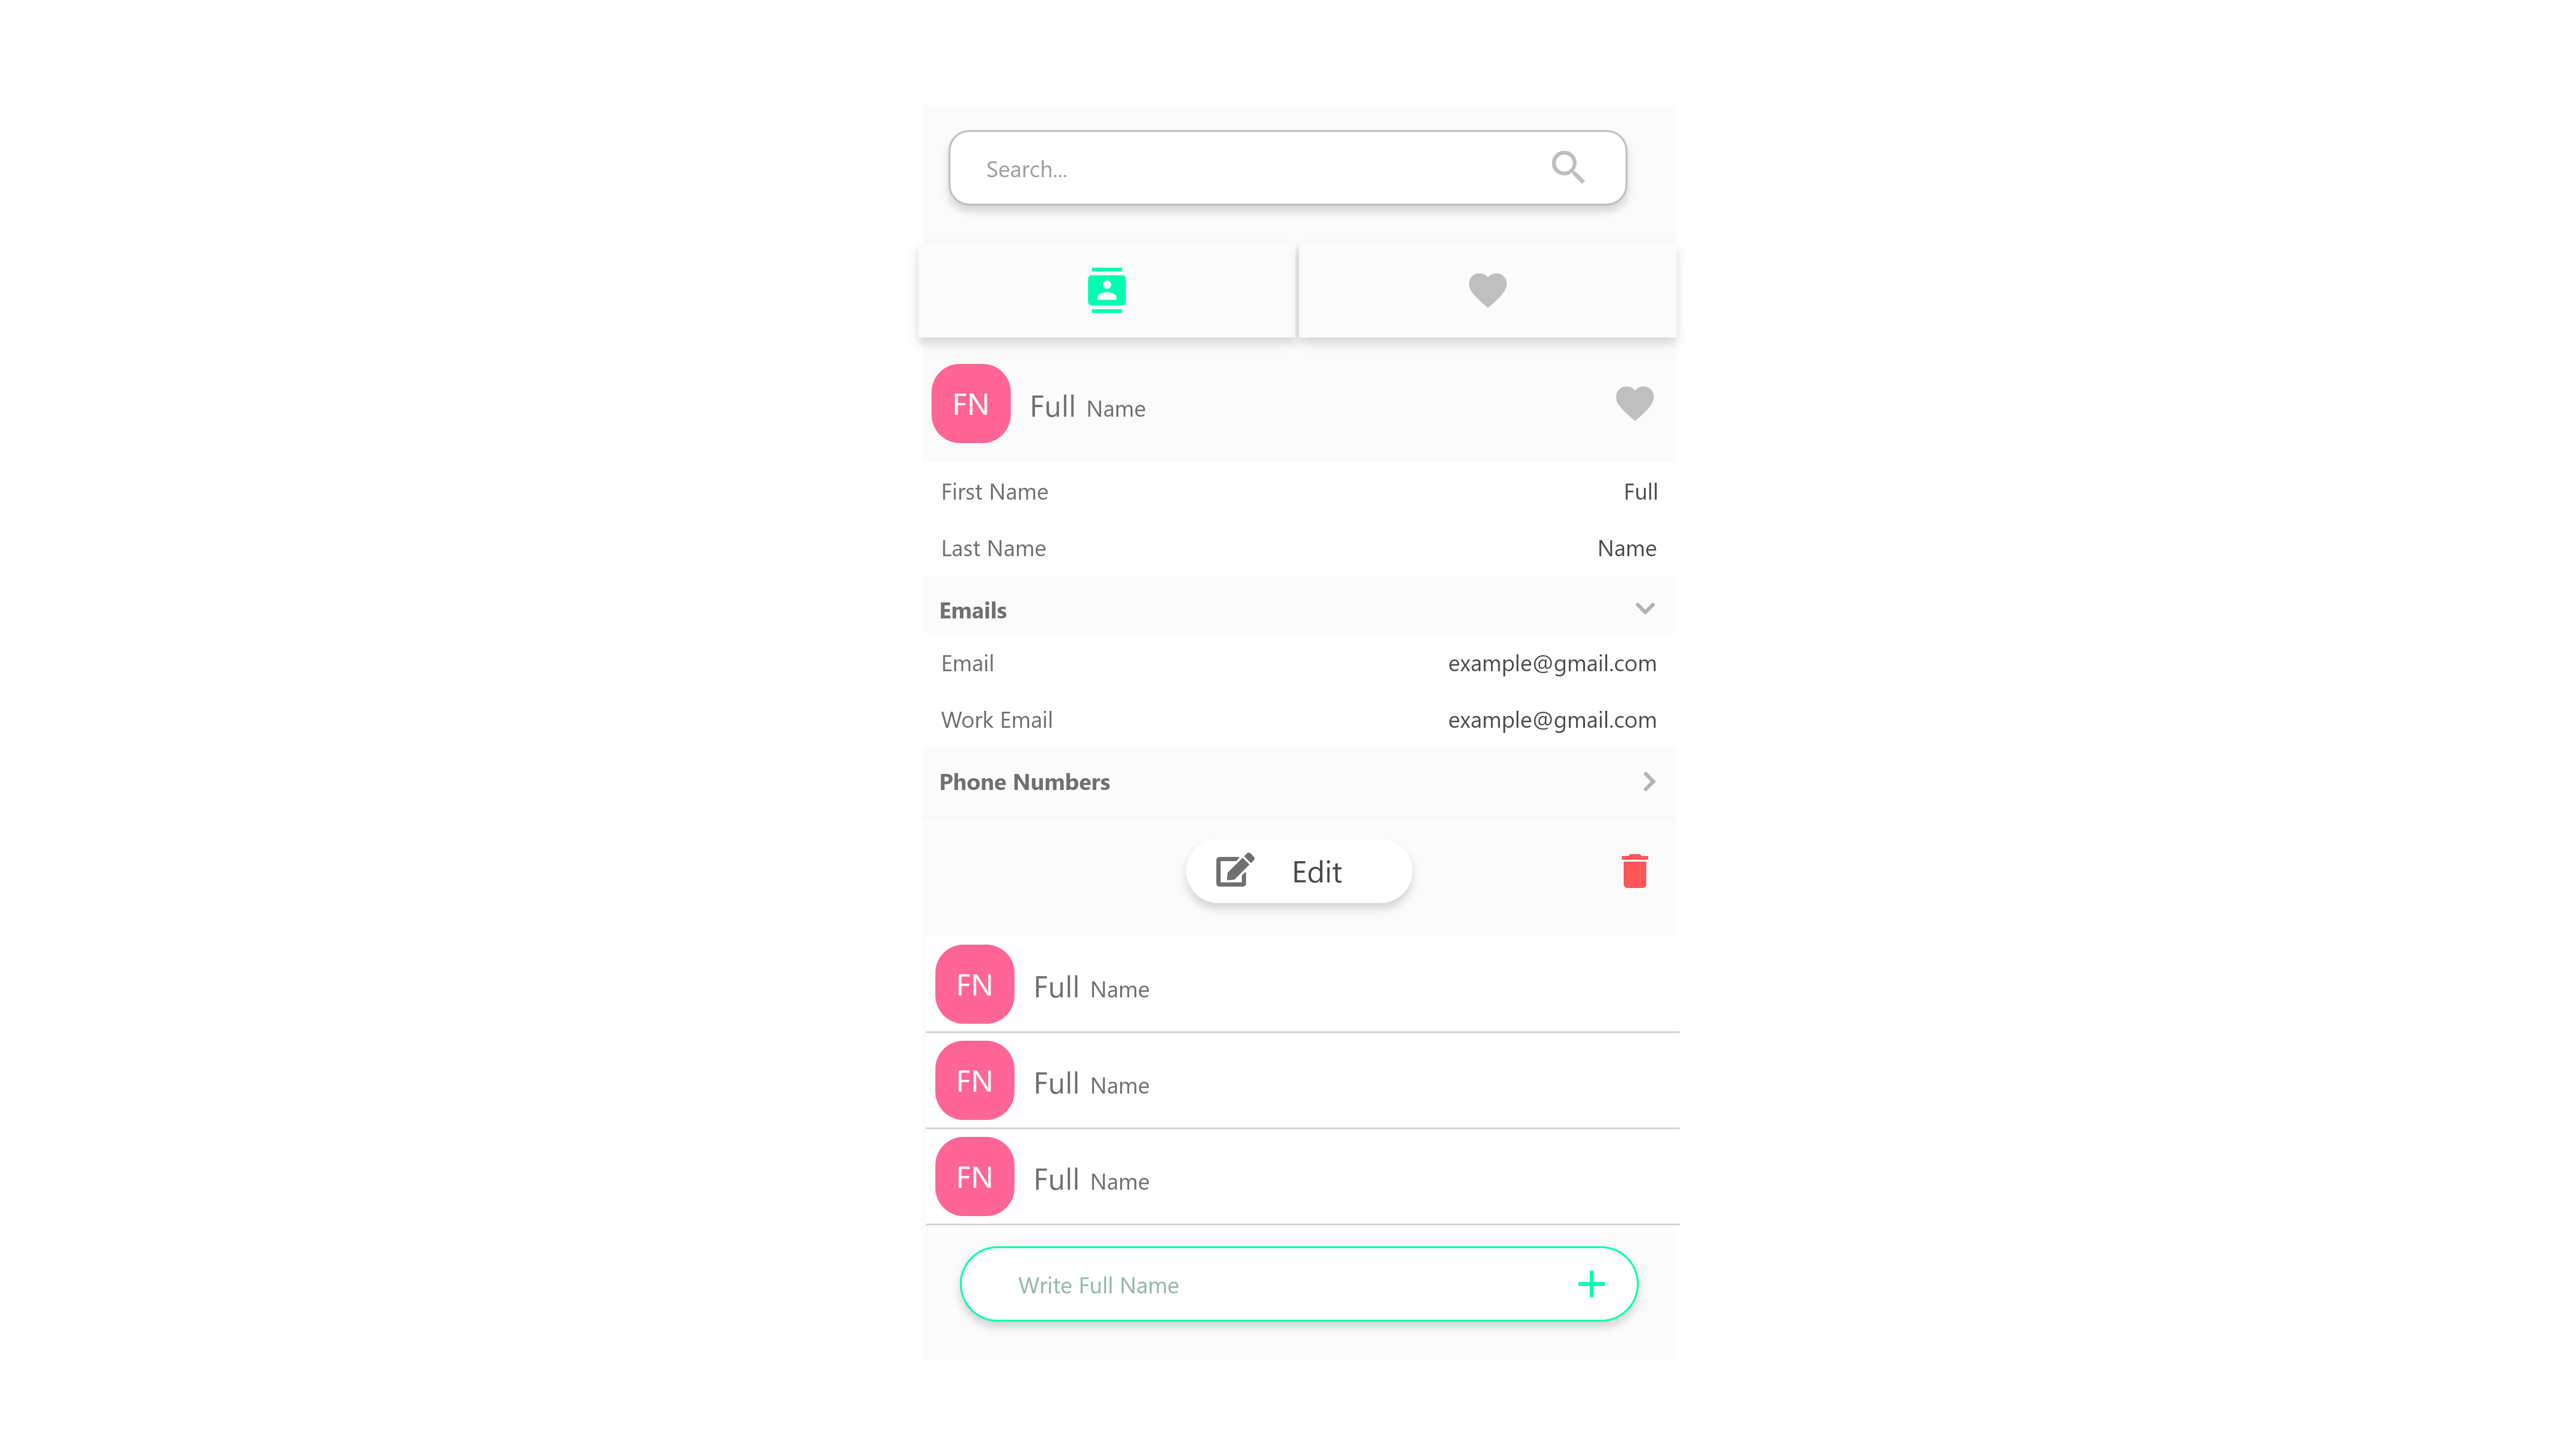 Search...
FN Full Name
First Name Full
Last Name Name
Emails
Email example@gmail.com
Work Email example@gmail.com
Phone Numbers
Edit
FN Full Name
FN Full Name
FN Full Name
Write Full Name